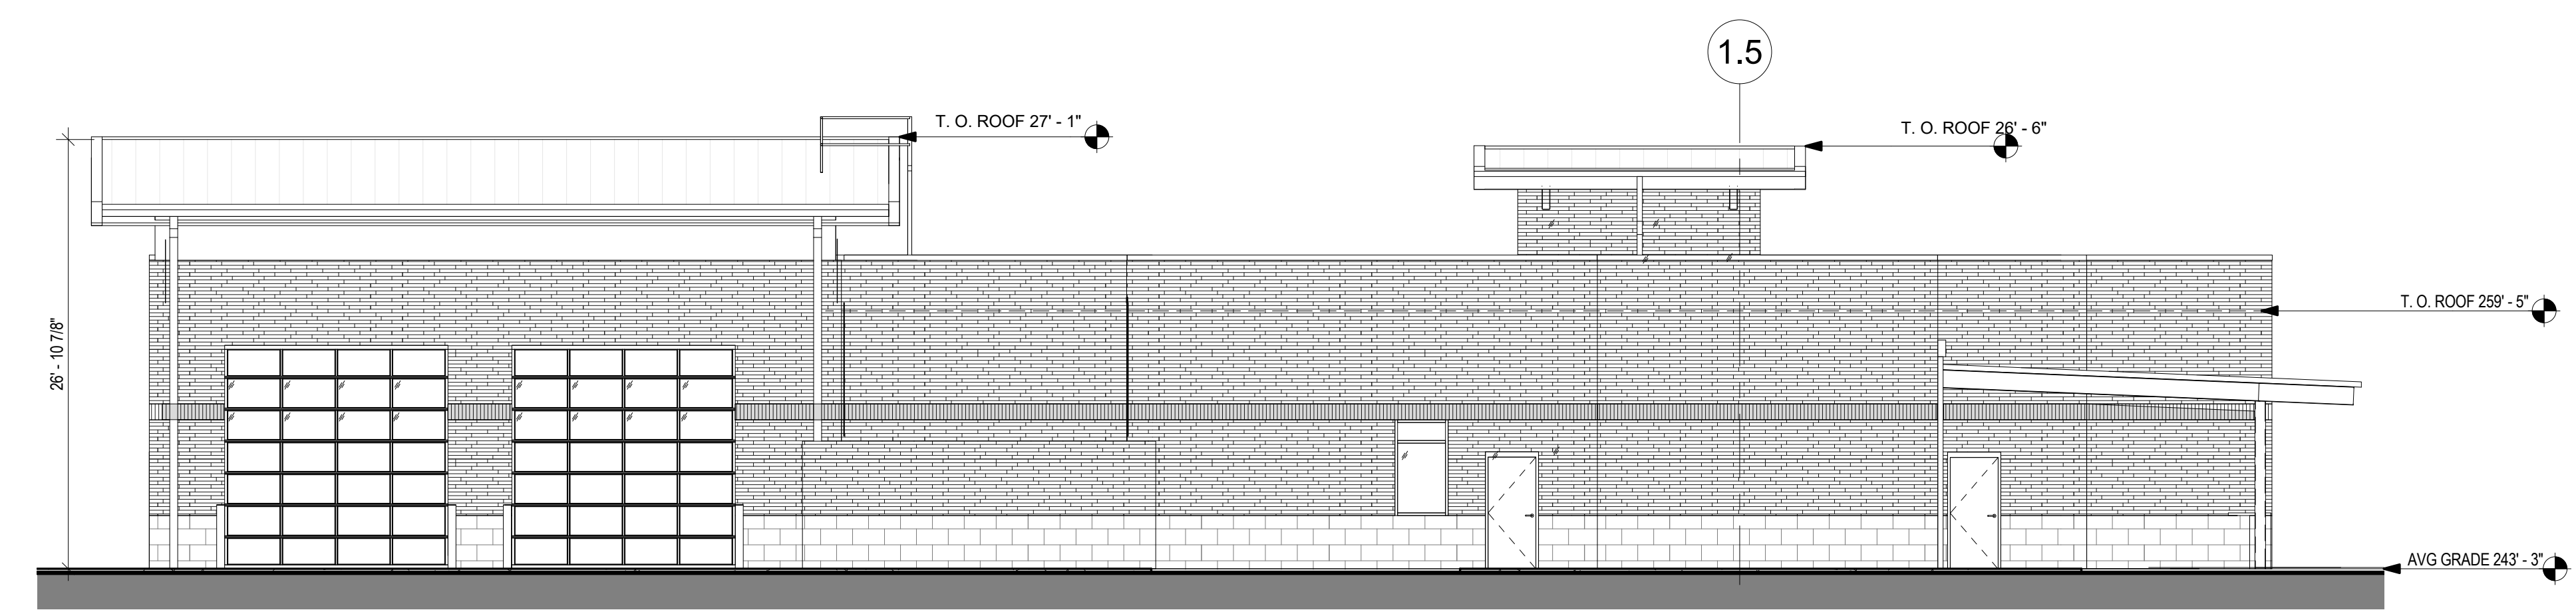 1.5
T. O. ROOF 27' - 1"
T. O. ROOF 26' - 6"
T. O. ROOF 259' - 5"
26' - 10 7/8"
AVG GRADE 243' - 3"